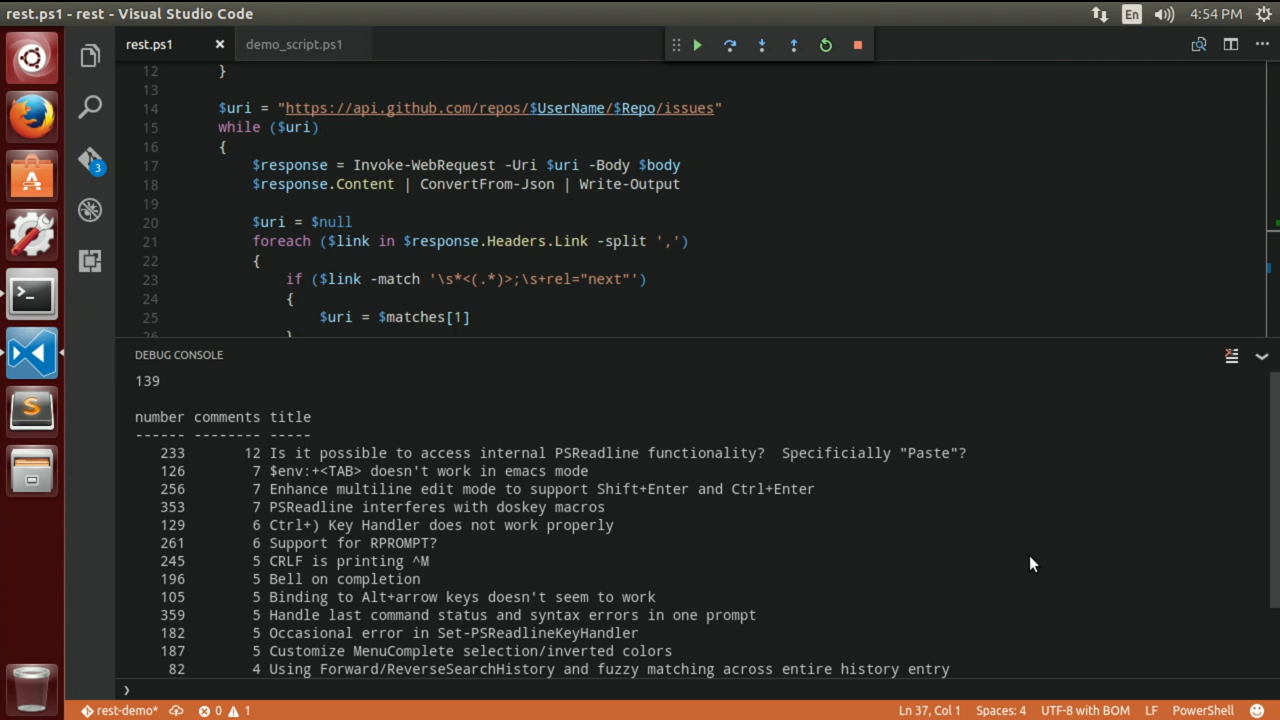 rest.ps1 - rest - Visual Studio Code
En
4:54 PM
rest.ps1
demo_script.ps1
12 }
13
14 $uri = "https://api.github.com/repos/$UserName/$Repo/issues"
15 while ($uri)
16 {
17 $response = Invoke-WebRequest -Uri $uri -Body $body
18 $response.Content | ConvertFrom-Json | Write-Output
19
20 $uri = $null
21 foreach ($link in $response.Headers.Link -split ',')
22 {
23 if ($link -match '\s*<(.*)>;\s+rel="next"')
24 {
25 $uri = $matches[1]
26 }
3
DEBUG CONSOLE
139
number comments title
------ -------- -----
233 12 Is it possible to access internal PSReadline functionality?  Specificially "Paste"?
126 7 $env:+<TAB> doesn't work in emacs mode
256 7 Enhance multiline edit mode to support Shift+Enter and Ctrl+Enter
353 7 PSReadline interferes with doskey macros
129 6 Ctrl+) Key Handler does not work properly
261 6 Support for RPROMPT?
245 5 CRLF is printing ^M
196 5 Bell on completion
105 5 Binding to Alt+arrow keys doesn't seem to work
359 5 Handle last command status and syntax errors in one prompt
182 5 Occasional error in Set-PSReadlineKeyHandler
187 5 Customize MenuComplete selection/inverted colors
82 4 Using Forward/ReverseSearchHistory and fuzzy matching across entire history entry
❯
rest-demo* 0 1 Ln 37, Col 1 Spaces: 4 UTF-8 with BOM LF PowerShell